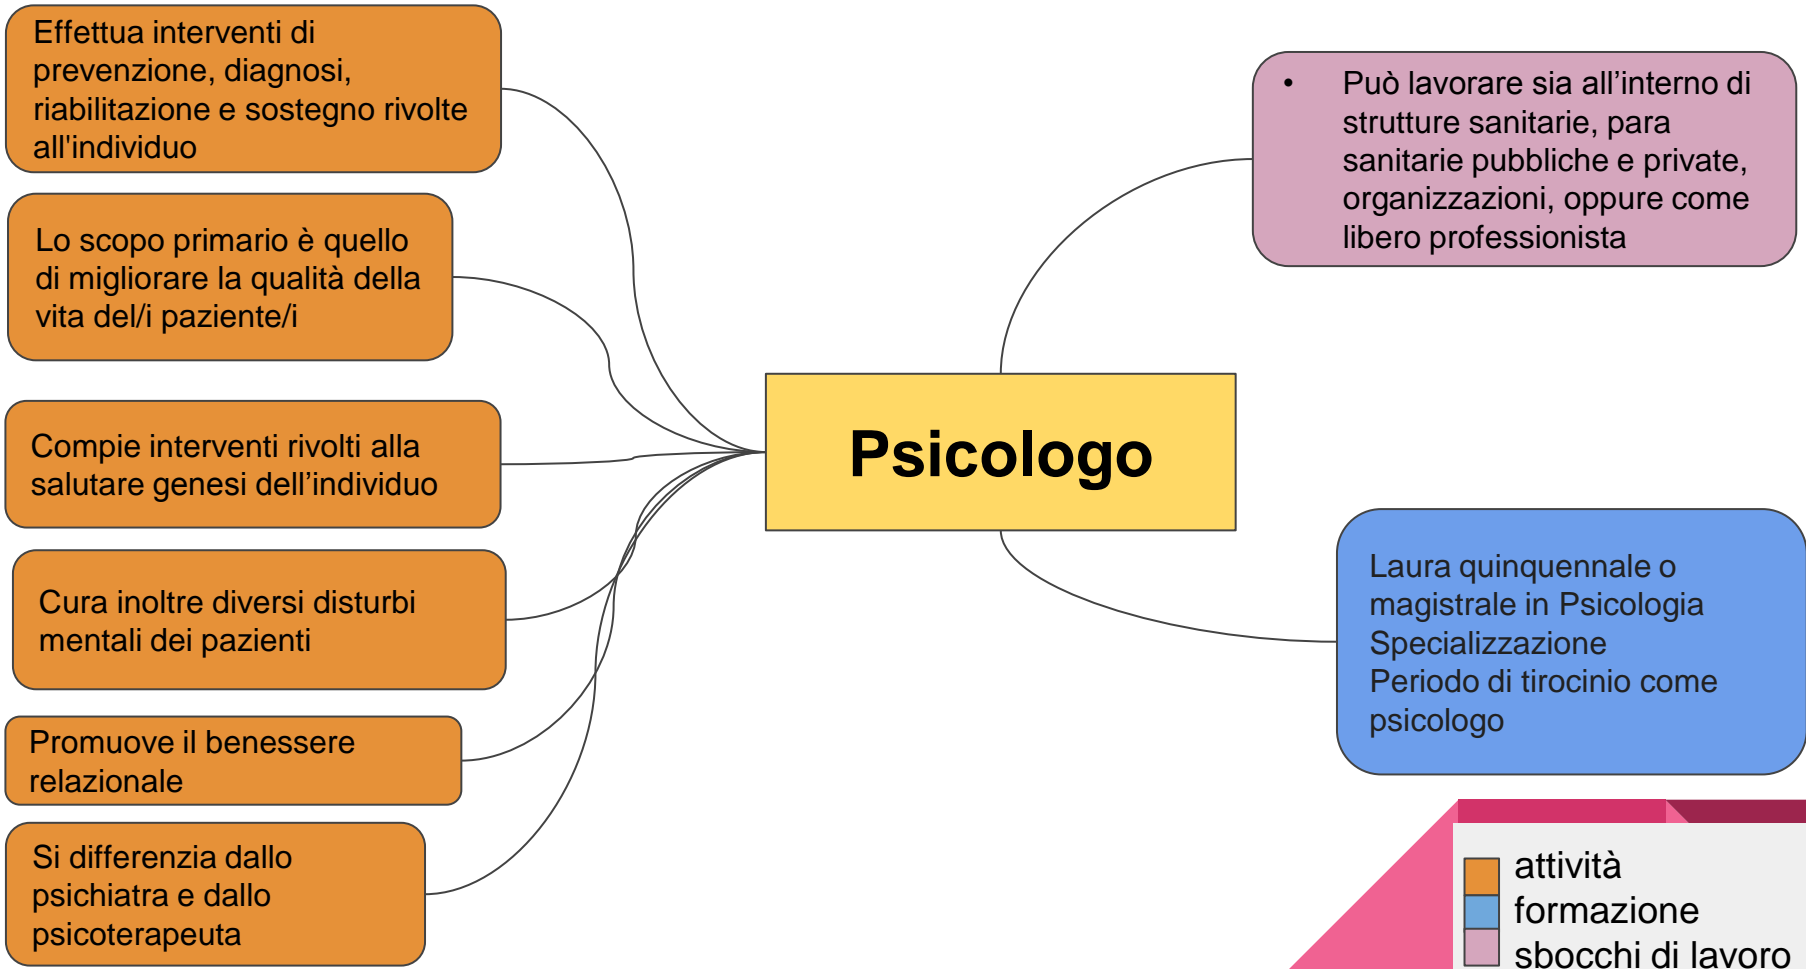 Effettua interventi di
prevenzione, diagnosi,
riabilitazione e sostegno rivolte
all'individuo
Lo scopo primario è quello
di migliorare la qualità della
vita del/i paziente/i
Compie interventi rivolti alla
salutare genesi dell’individuo
Cura inoltre diversi disturbi
mentali dei pazienti
Promuove il benessere
relazionale
Si differenzia dallo
psichiatra e dallo
psicoterapeuta
Psicologo
• Può lavorare sia all’interno di
strutture sanitarie, para
sanitarie pubbliche e private,
organizzazioni, oppure come
libero professionista
Laura quinquennale o
magistrale in Psicologia
Specializzazione
Periodo di tirocinio come
psicologo
attività
formazione
sbocchi di lavoro